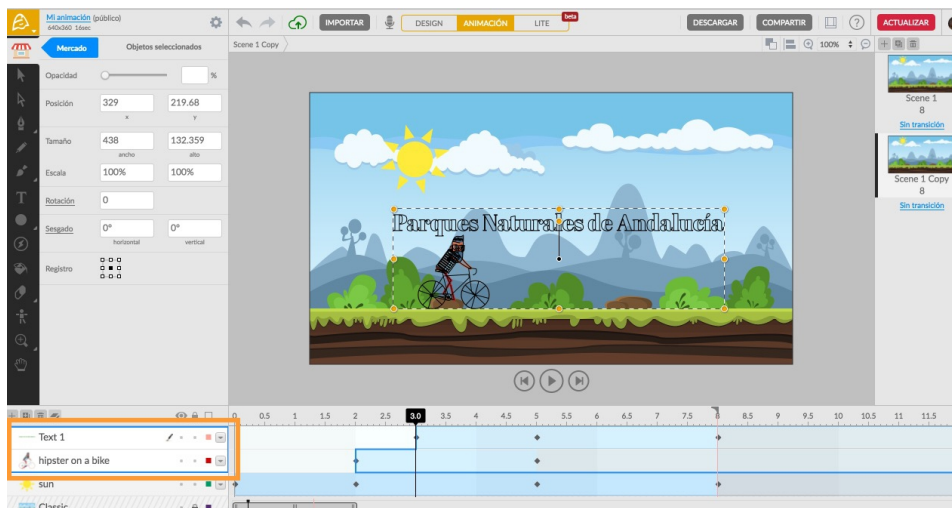 Mi animación (público)
640x360 16sec
IMPORTAR
DESIGN
ANIMACIÓN
LITE
beta
DESCARGAR
COMPARTIR
?
ACTUALIZAR
Mercado
Objetos seleccionados
Scene 1 Copy
100%
Opacidad
%
Posición
329
219.68
x
Y
Tamaño
438
132.359
ancho
alto
Escala
100%
100%
Rotación
0
Sesgado
0°
0°
horizontal
vertical
Registro
Parques Naturales de Andalucía
Scene 1
8
Sin transición
Scene 1 Copy
8
Sin transición
0 0.5 1 1.5 2 2.5 3.0 3.5 4 4.5 5 5.5 6 6.5 7 7.5 8 8.5 9 9.5 10 10.5 11 11.5
Text 1
hipster on a bike
sun
Classic